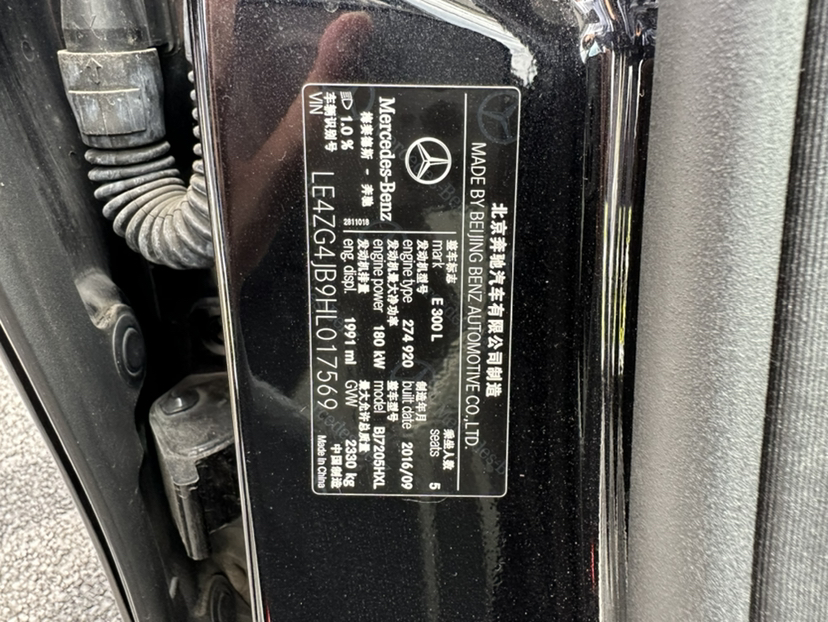 北京奔驰汽车有限公司制造
MADE BY BEIJING BENZ AUTOMOTIVE CO.,LTD.
Mercedes-Benz
梅赛德斯 - 奔驰
1.0 %
2811018
整车标志
mark E 300 L
乘坐人数
seats 5
发动机型号
engine type 274 920
制造年月
built date 2016/09
发动机最大净功率
engine power 180 kW
整车型号
model BJ7205HXL
发动机排量
eng. displ. 1991 ml
最大允许总质量
GVW 2330 kg
车辆识别号
VIN LE4ZG4JB9HL017569
中国制造
Made In China